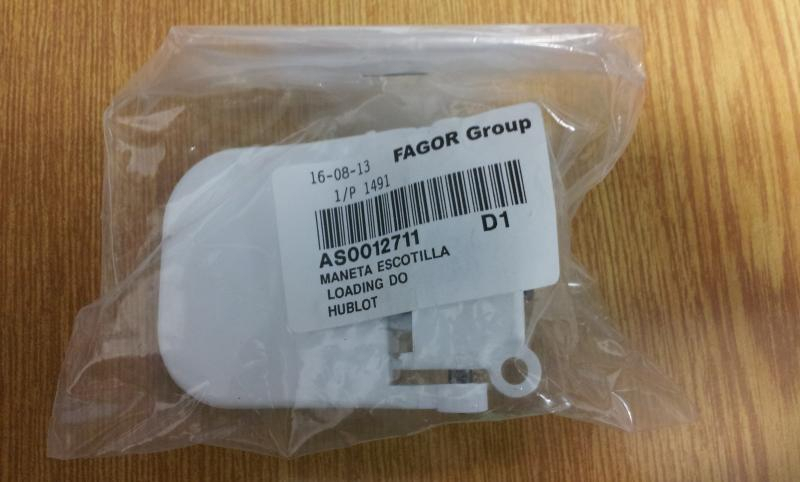 16-08-13 FAGOR Group
1/P 1491
AS0012711 D1
MANETA ESCOTILLA
LOADING DO
HUBLOT